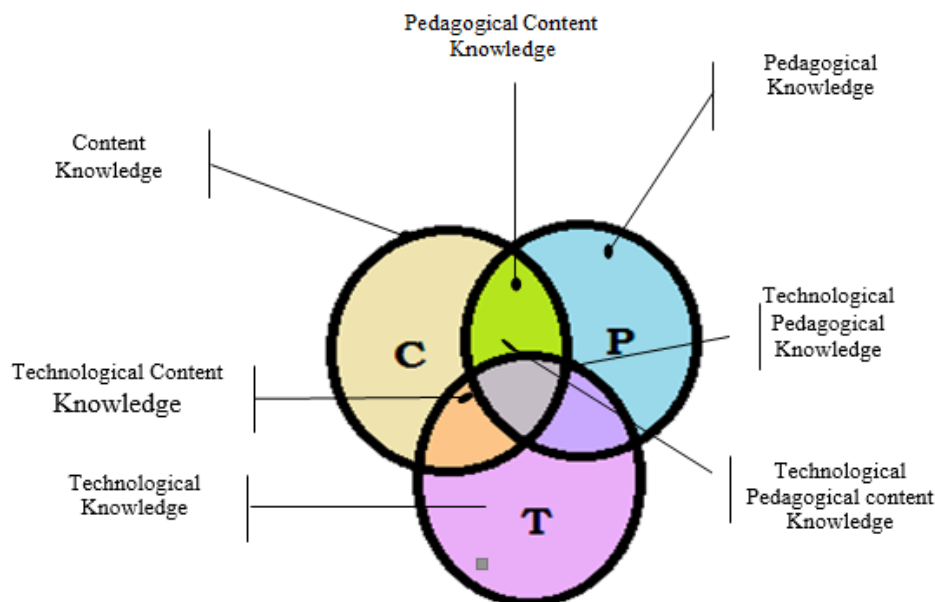 Pedagogical Content
Knowledge
Pedagogical
Knowledge
Content
Knowledge
Technological
Pedagogical
Knowledge
C
P
Technological Content
Knowledge
Technological
Knowledge
Technological
Pedagogical content
Knowledge
T